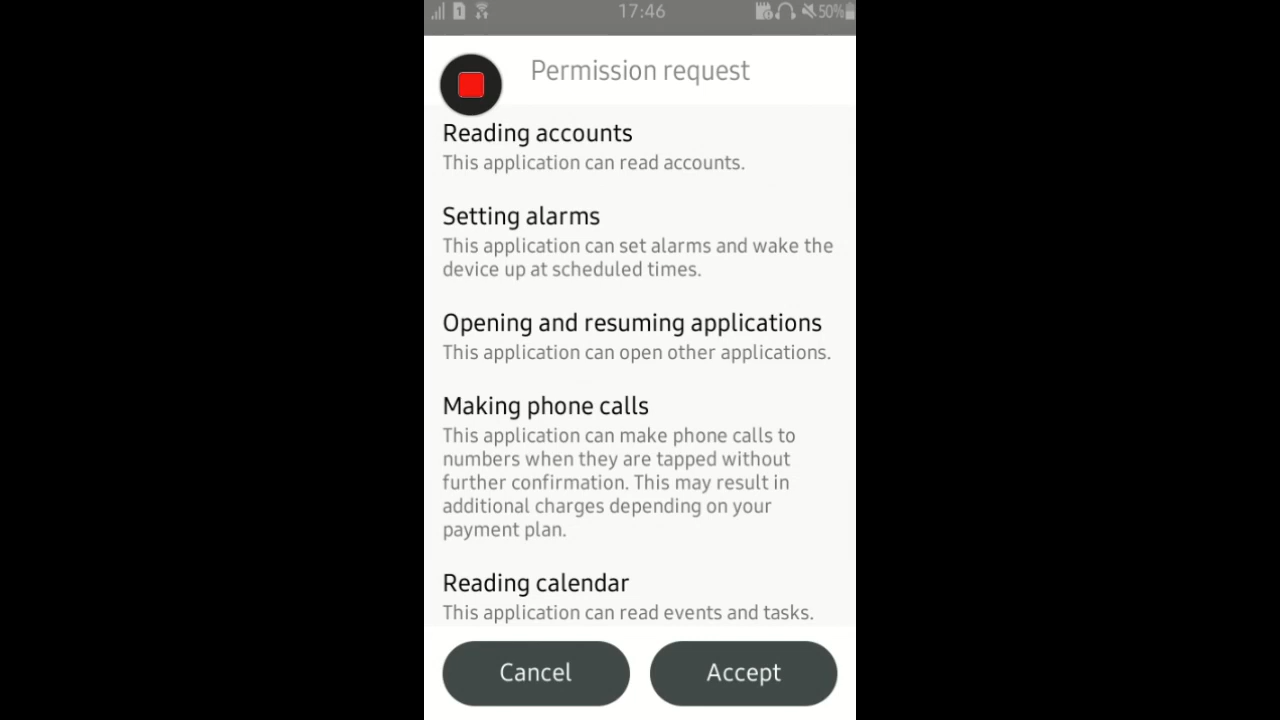 1 17:46 50%
Permission request
Reading accounts
This application can read accounts.
Setting alarms
This application can set alarms and wake the
device up at scheduled times.
Opening and resuming applications
This application can open other applications.
Making phone calls
This application can make phone calls to
numbers when they are tapped without
further confirmation. This may result in
additional charges depending on your
payment plan.
Reading calendar
This application can read events and tasks.
Cancel Accept